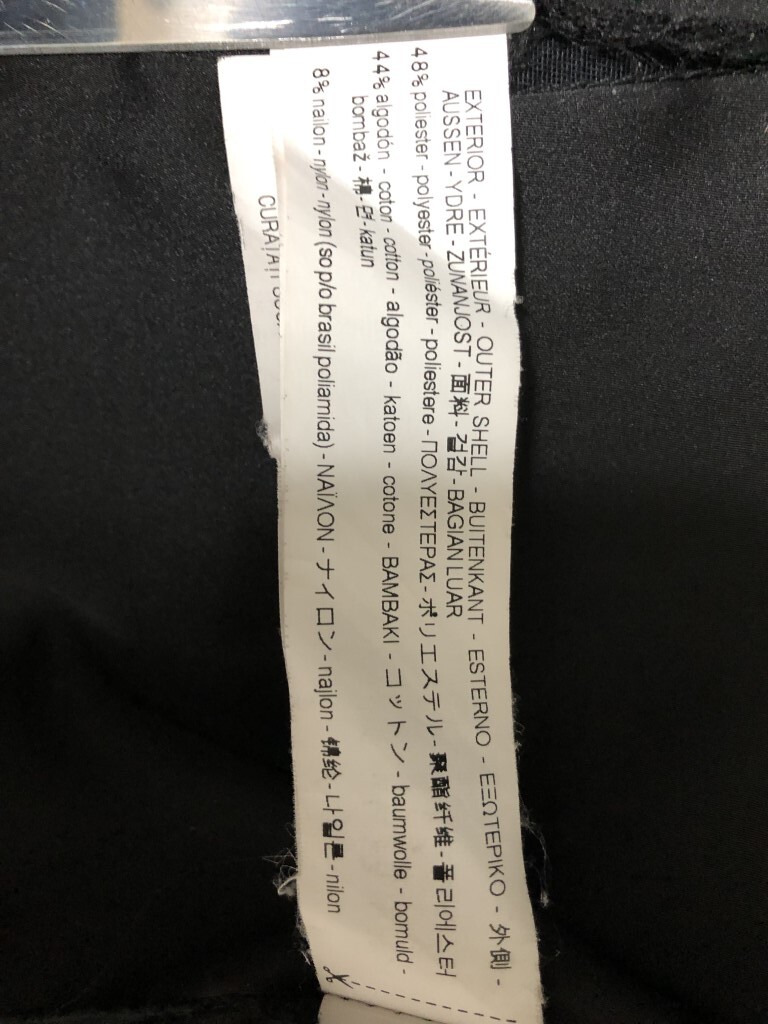 EXTERIOR - EXTÉRIEUR - OUTER SHELL - BUITENKANT - ESTERNO - ΕΞΩΤΕΡΙΚΟ - 外側 -
AUSSEN - YDRE - ZUNANJOST - 面料 - 겉감 - BAGIAN LUAR
48% poliester - polyester - poliéster - poliestere - ΠΟΛΥΕΣΤΕΡΑΣ - ポリエステル - 聚酯纤维 - 폴리에스터
44% algodón - coton - cotton - algodão - katoen - cotone - ΒΑΜΒΑΚΙ - コットン - baumwolle - bomuld -
bombaž - 棉 - 면 - katun
8% nailon - nylon - nylon (so p/o brasil poliamida) - ΝΑΪΛΟΝ - ナイロン - najlon - 锦纶 - 나일론 - nilon